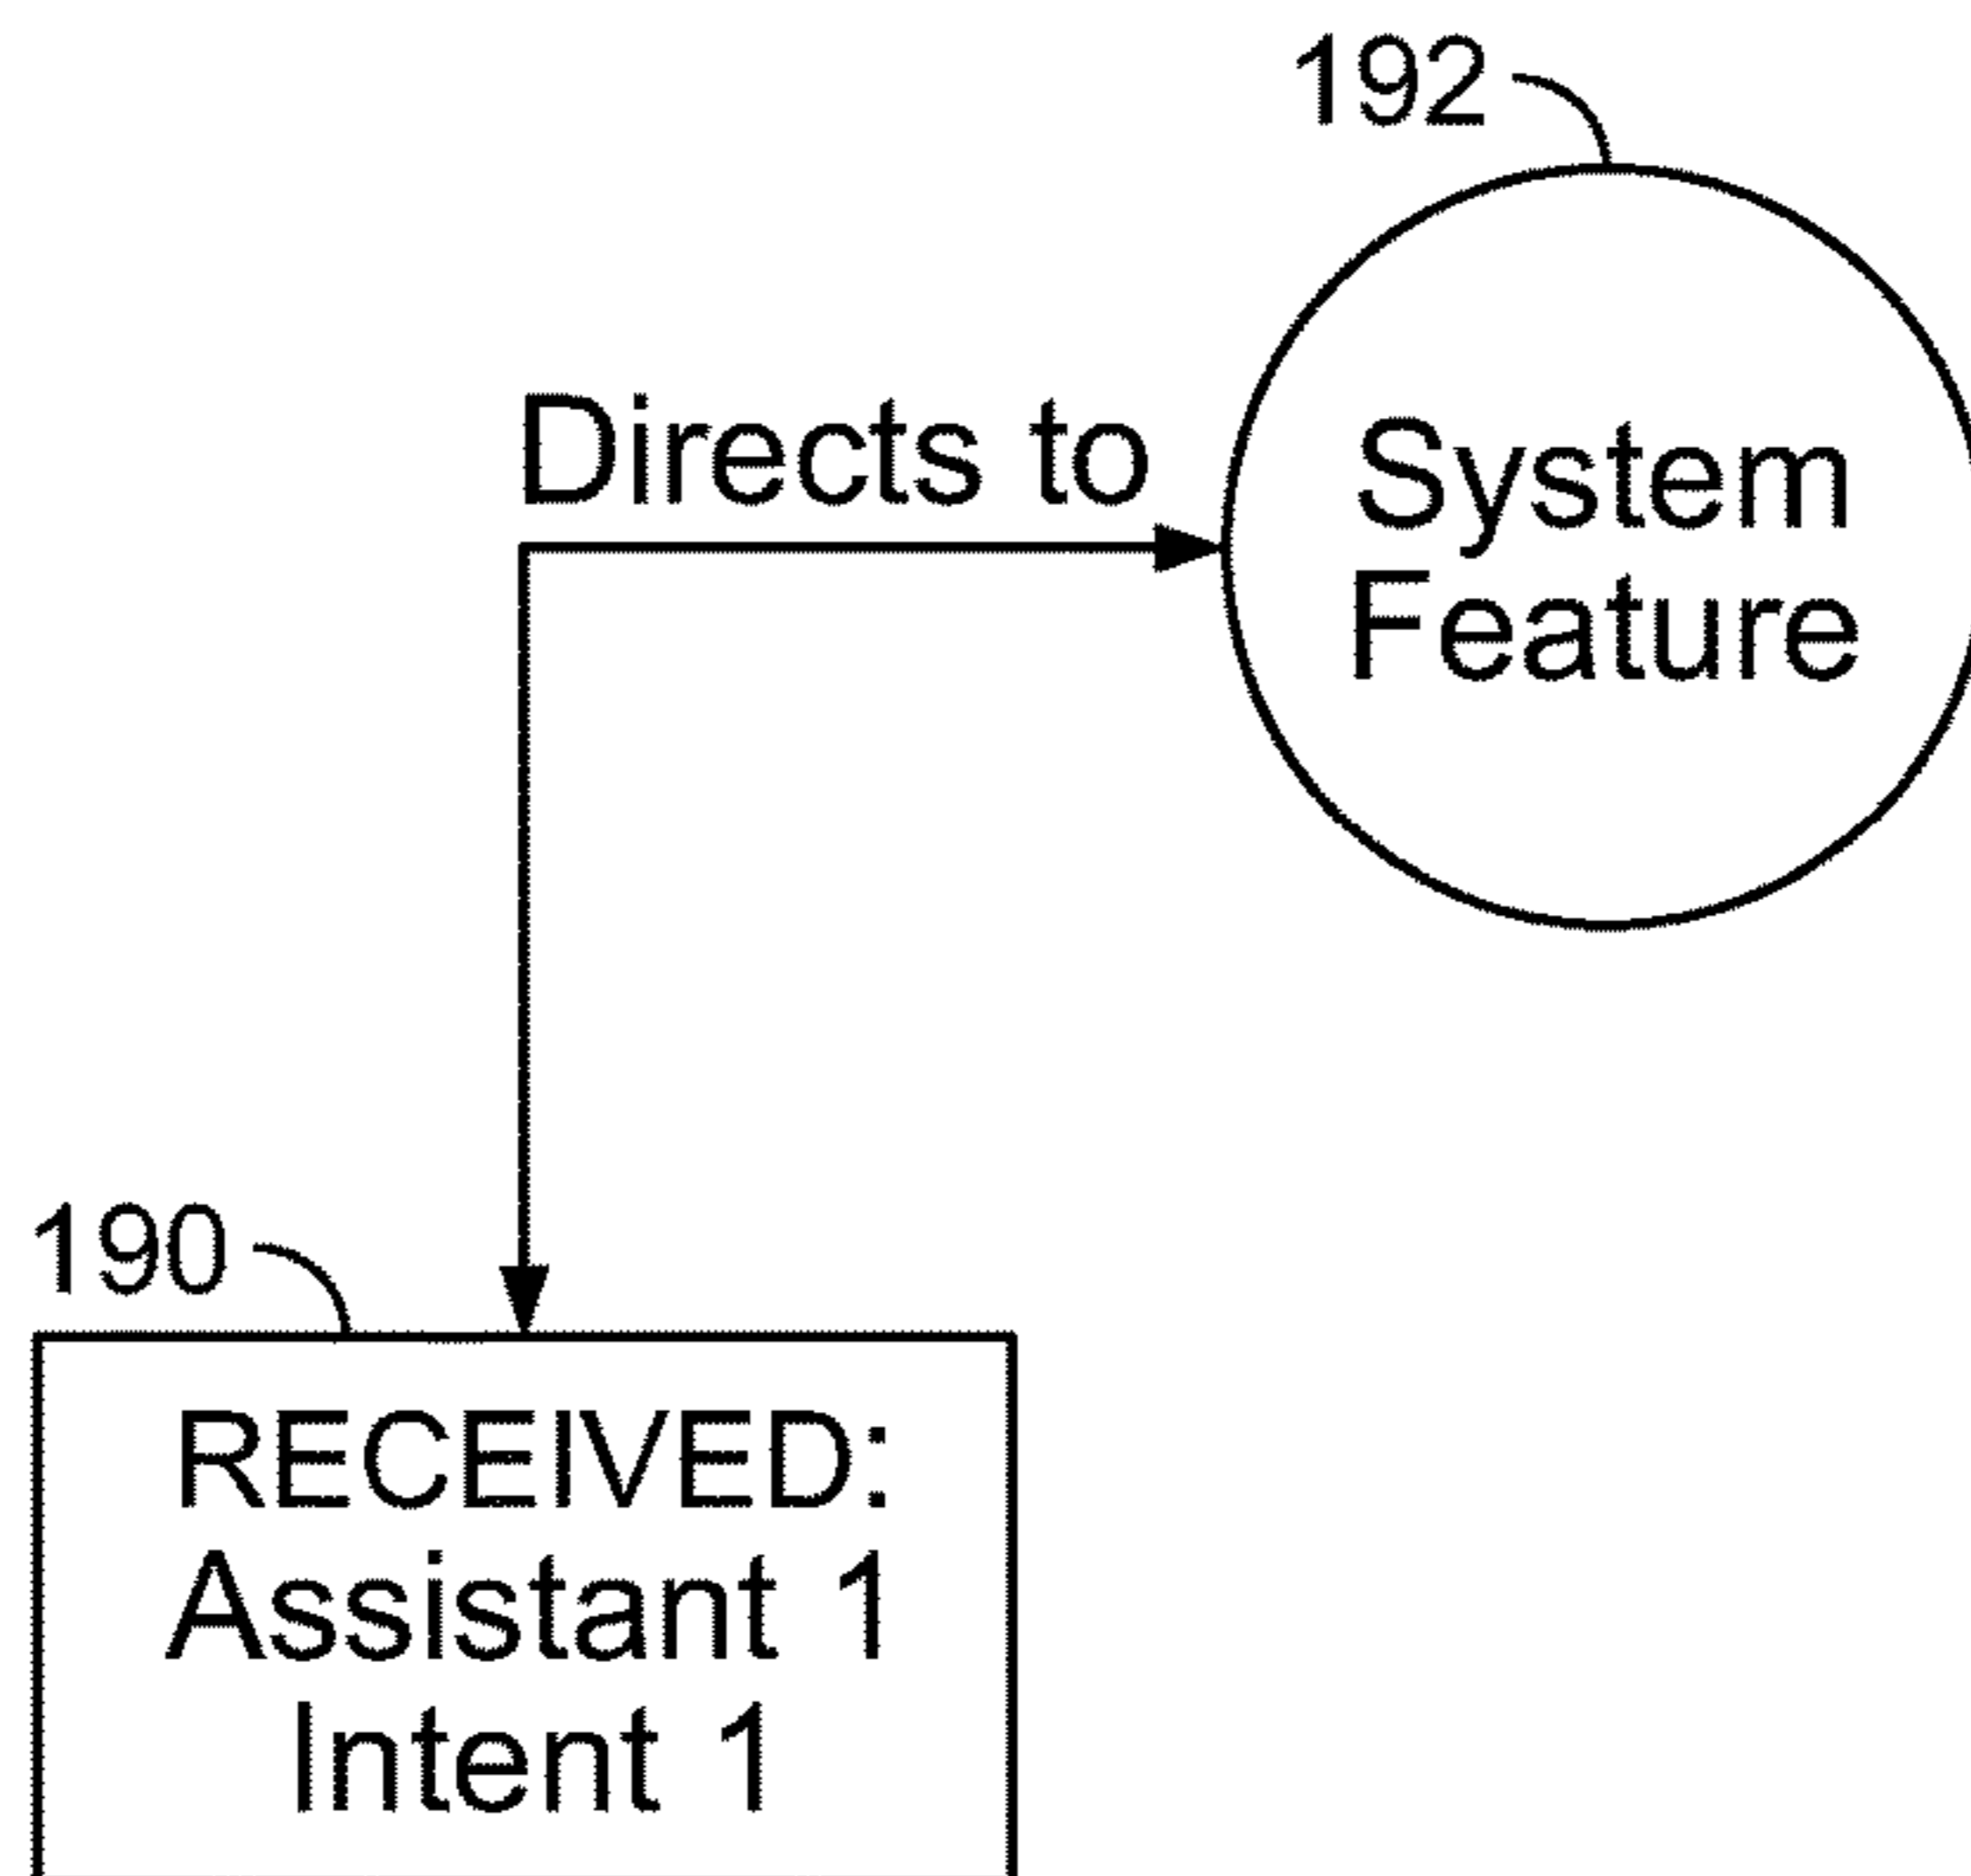 192
Directs to
System
Feature
190
RECEIVED:
Assistant 1
Intent 1